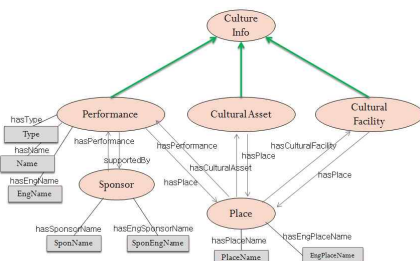 Culture
Info
hasType
Performance
Cultural Asset
Cultural
Facility
Type
hasName
hasPerformance
hasPerformance
hasCulturalFacility
Name
supportedBy
hasCulturalAsset
hasPlace
hasPlace
hasEngName
hasPlace
EngName
Sponsor
Place
hasSponsorName
hasEngSponsorName
hasPlaceName
hasEngPlaceName
SponName
SponEngName
PlaceName
EngPlaceName